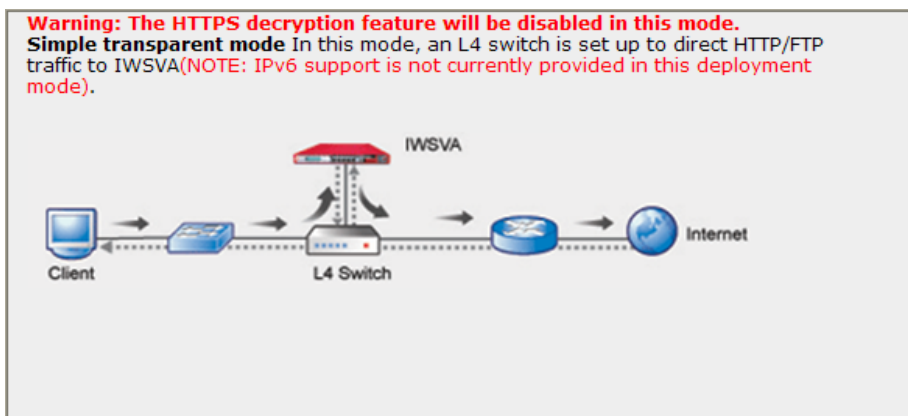 Warning: The HTTPS decryption feature will be disabled in this mode.
Simple transparent mode In this mode, an L4 switch is set up to direct HTTP/FTP
traffic to IWSVA(NOTE: IPv6 support is not currently provided in this deployment
mode).
IWSVA
Internet
Client
L4 Switch